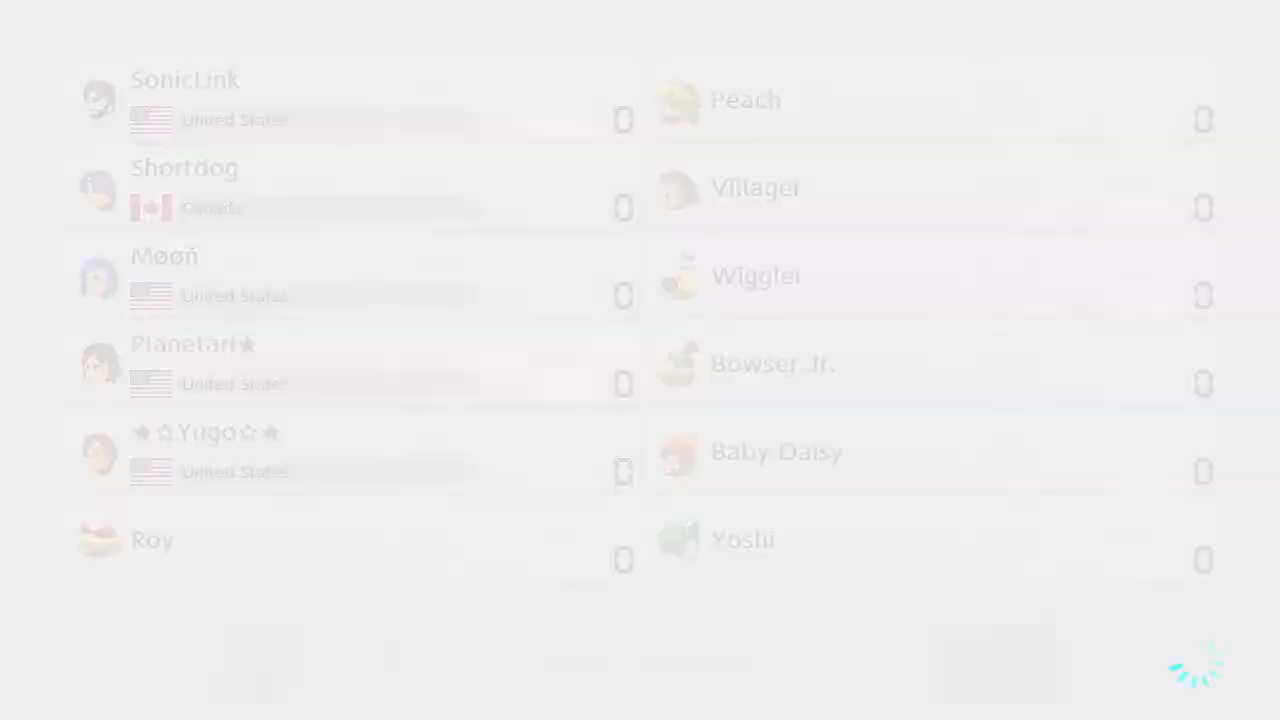 SonicLink
United States
0
Shortdog
Canada
0
Møøñ
United States
0
Planetari★
United States
0
★☆Yugo☆★
United States
0
Roy
0
Peach
0
Villager
0
Wiggler
0
Bowser Jr.
0
Baby Daisy
0
Yoshi
0